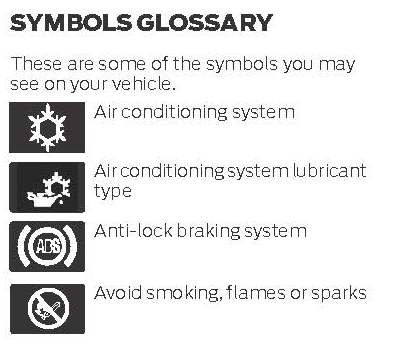 SYMBOLS GLOSSARY
These are some of the symbols you may
see on your vehicle.
Air conditioning system
Air conditioning system lubricant
type
ABS
Anti-lock braking system
Avoid smoking, flames or sparks